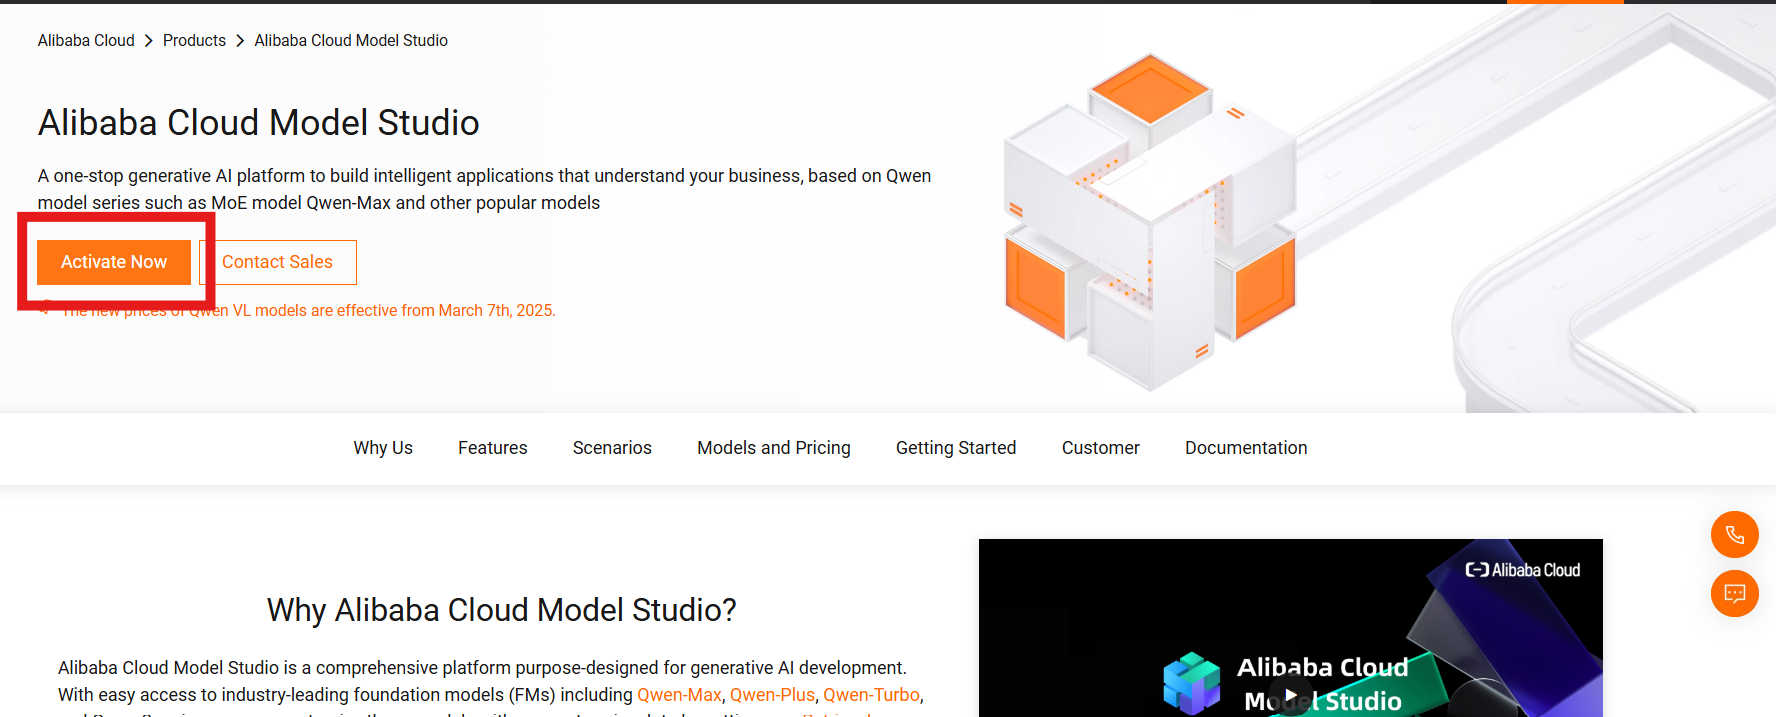 Alibaba Cloud > Products > Alibaba Cloud Model Studio
Alibaba Cloud Model Studio
A one-stop generative AI platform to build intelligent applications that understand your business, based on Qwen
model series such as MoE model Qwen-Max and other popular models
Activate Now
Contact Sales
The new prices of Qwen VL models are effective from March 7th, 2025.
Why Us
Features
Scenarios
Models and Pricing
Getting Started
Customer
Documentation
Why Alibaba Cloud Model Studio?
Alibaba Cloud Model Studio is a comprehensive platform purpose-designed for generative AI development.
With easy access to industry-leading foundation models (FMs) including Qwen-Max, Qwen-Plus, Qwen-Turbo,
Alibaba Cloud
Alibaba Cloud
Model Studio